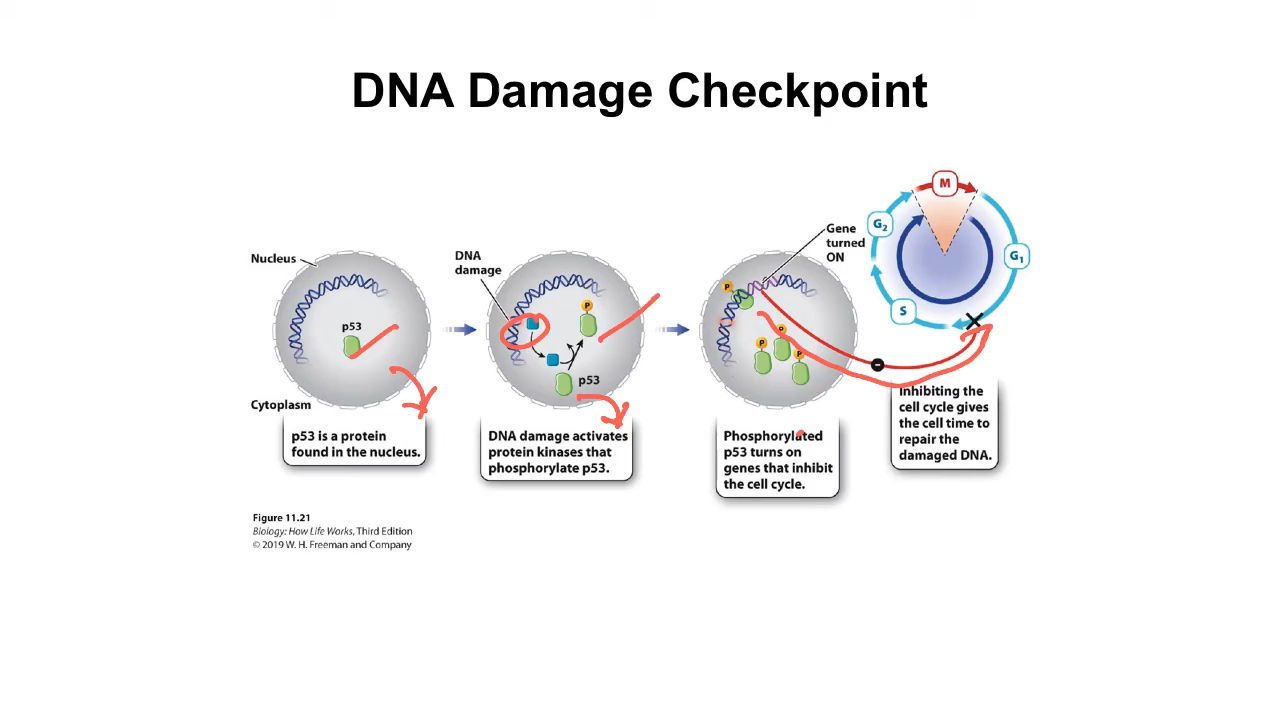 DNA Damage Checkpoint
Nucleus
p53
Cytoplasm
p53 is a protein
found in the nucleus.
DNA
damage
P
p53
DNA damage activates
protein kinases that
phosphorylate p53.
Gene
turned
ON
P
P
P
P
Phosphorylated
p53 turns on
genes that inhibit
the cell cycle.
M
G₂
G₁
S
Inhibiting the
cell cycle gives
the cell time to
repair the
damaged DNA.
Figure 11.21
Biology: How Life Works, Third Edition
© 2019 W. H. Freeman and Company